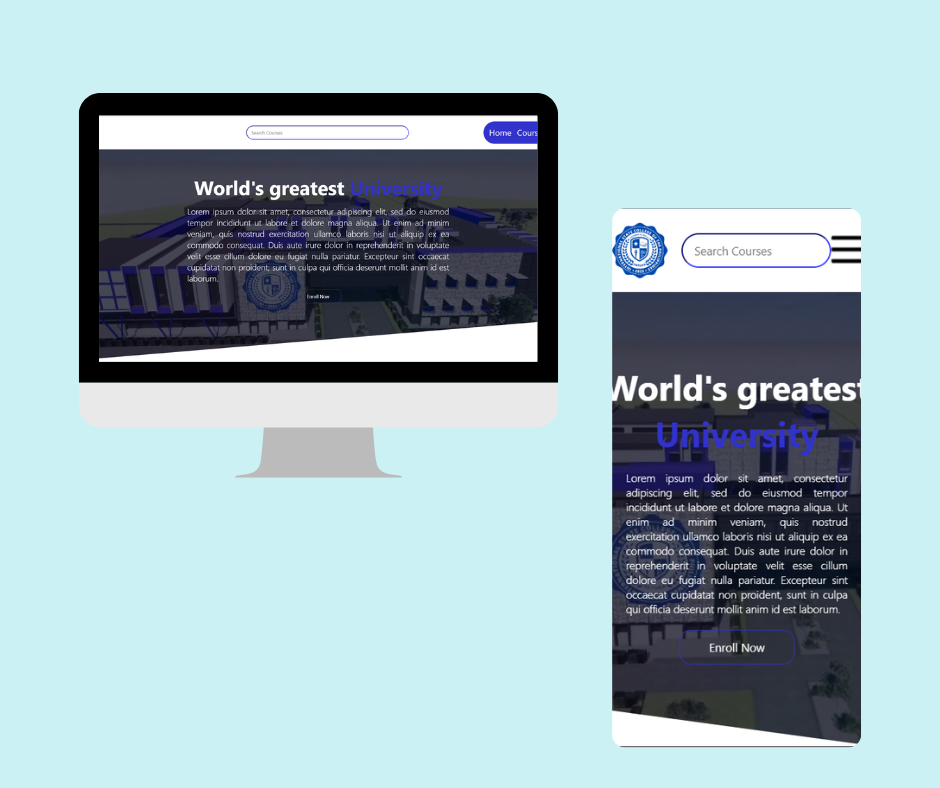 Search Courses
Home Cours
World's greatest University
Lorem ipsum dolor sit amet, consectetur adipiscing elit, sed do eiusmod
tempor incididunt ut labore et dolore magna aliqua. Ut enim ad minim
veniam, quis nostrud exercitation ullamco laboris nisi ut aliquip ex ea
commodo consequat. Duis aute irure dolor in reprehenderit in voluptate
velit esse cillum dolore eu fugiat nulla pariatur. Excepteur sint occaecat
cupidatat non proident, sunt in culpa qui officia deserunt mollit anim id est
laborum.
Enroll Now
Search Courses
World's greatest
University
Lorem ipsum dolor sit amet, consectetur
adipiscing elit, sed do eiusmod tempor
incididunt ut labore et dolore magna aliqua. Ut
enim ad minim veniam, quis nostrud
exercitation ullamco laboris nisi ut aliquip ex ea
commodo consequat. Duis aute irure dolor in
reprehenderit in voluptate velit esse cillum
dolore eu fugiat nulla pariatur. Excepteur sint
occaecat cupidatat non proident, sunt in culpa
qui officia deserunt mollit anim id est laborum.
Enroll Now